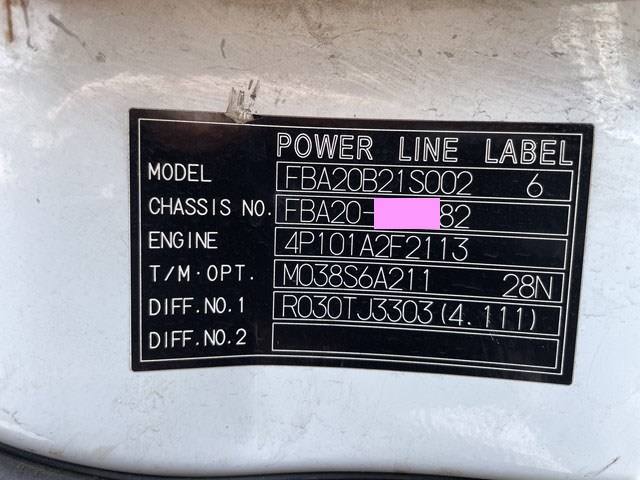 POWER LINE LABEL
MODEL FBA20B21S002 6
CHASSIS NO. FBA20- 82
ENGINE 4P101A2F2113
T/M·OPT. M038S6A211 28N
DIFF.NO.1 R030TJ3303(4.111)
DIFF.NO.2